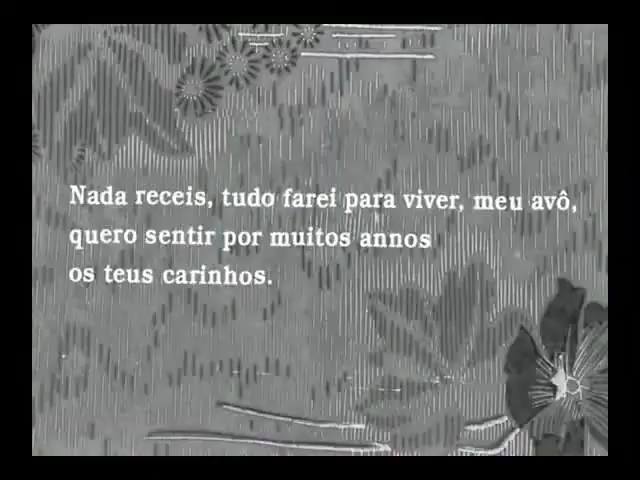 Nada receis, tudo farei para viver, meu avô,
quero sentir por muitos annos
os teus carinhos.